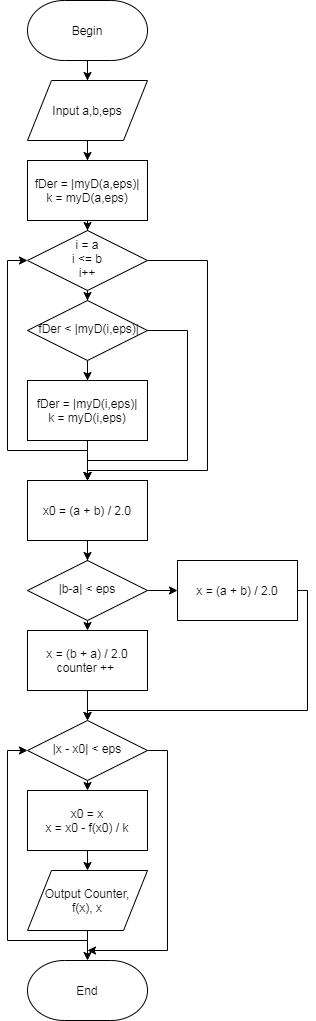 Begin
Input a,b,eps
fDer = |myD(a,eps)|
k = myD(a,eps)
i = a
i <= b
i++
fDer < |myD(i,eps)|
fDer = |myD(i,eps)|
k = myD(i,eps)
x0 = (a + b) / 2.0
|b-a| < eps
x = (a + b) / 2.0
x = (b + a) / 2.0
counter ++
|x - x0| < eps
x0 = x
x = x0 - f(x0) / k
Output Counter,
f(x), x
End